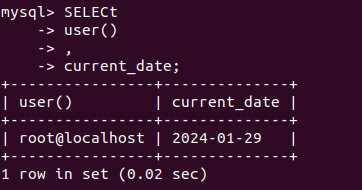 mysql> SELECt
    -> user()
    -> ,
    -> current_date;
+----------------+--------------+
| user()         | current_date |
+----------------+--------------+
| root@localhost | 2024-01-29   |
+----------------+--------------+
1 row in set (0.02 sec)